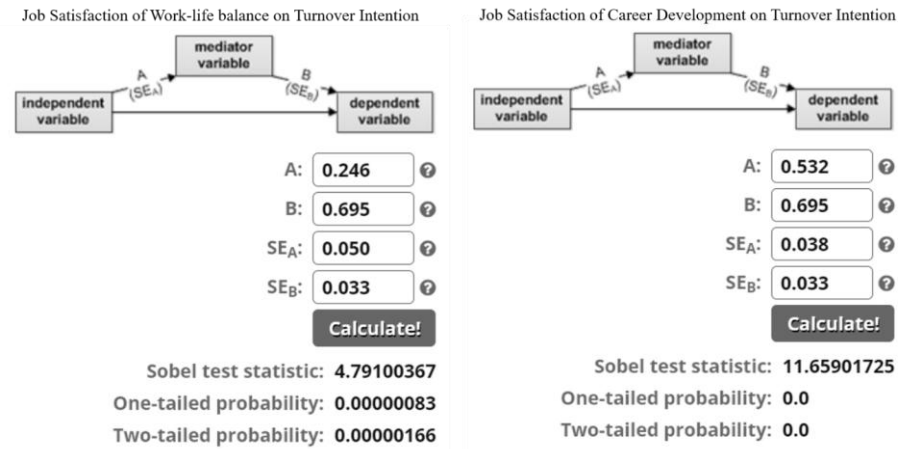 Job Satisfaction of Work-life balance on Turnover Intention
mediator
variable
A
(SEA)
B
(SEB)
independent
variable
dependent
variable
A: 0.246 ?
B: 0.695 ?
SEA: 0.050 ?
SEB: 0.033 ?
Calculate!
Sobel test statistic: 4.79100367
One-tailed probability: 0.00000083
Two-tailed probability: 0.00000166
Job Satisfaction of Career Development on Turnover Intention
mediator
variable
A
(SEA)
B
(SEB)
independent
variable
dependent
variable
A: 0.532 ?
B: 0.695 ?
SEA: 0.038 ?
SEB: 0.033 ?
Calculate!
Sobel test statistic: 11.65901725
One-tailed probability: 0.0
Two-tailed probability: 0.0